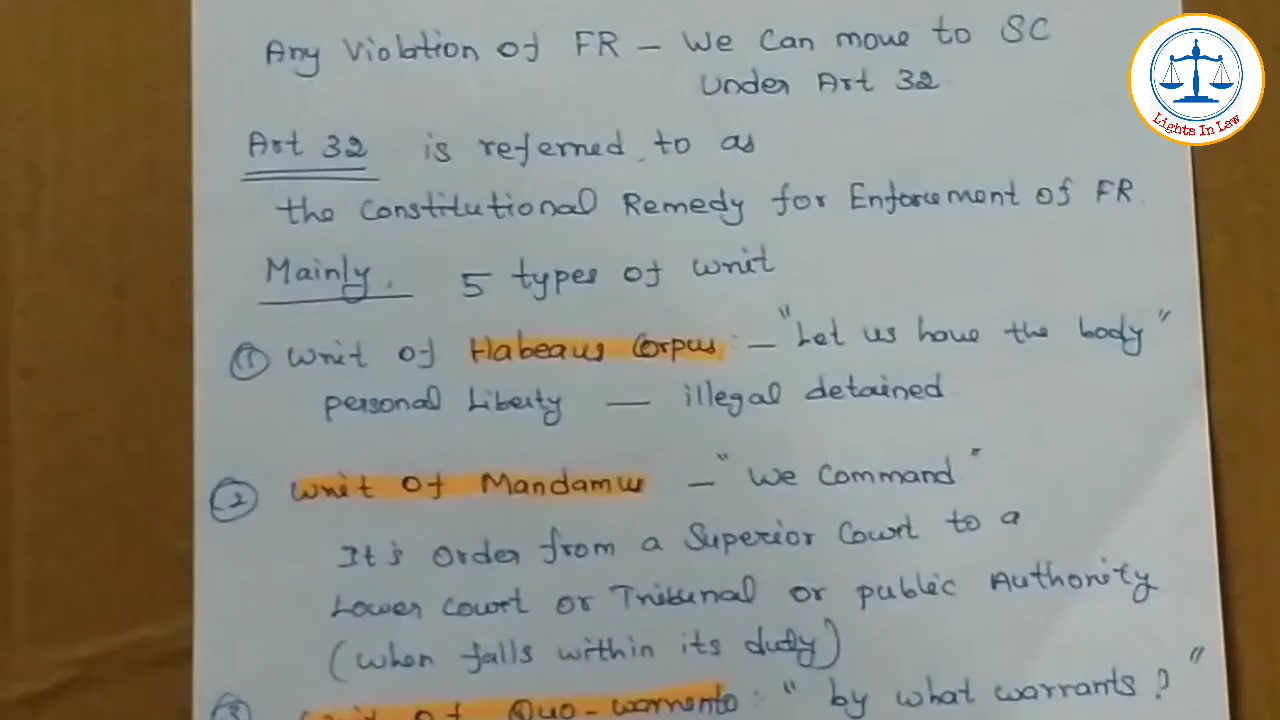 Any Violation of FR - We Can move to SC
Under Art 32
Art 32 is referred to as
the Constitutional Remedy for Enforcement of FR
Mainly, 5 types of writ
① writ of Habeaus Corpus - "Let us have the body"
personal Liberty — illegal detained
② writ of Mandamus - "We Command"
It's Order from a Superior Court to a
Lower Court or Tribunal or public Authority
(when falls within its duty)
③ writ of Quo-warranto: "by what warrants?"
Lights In Law